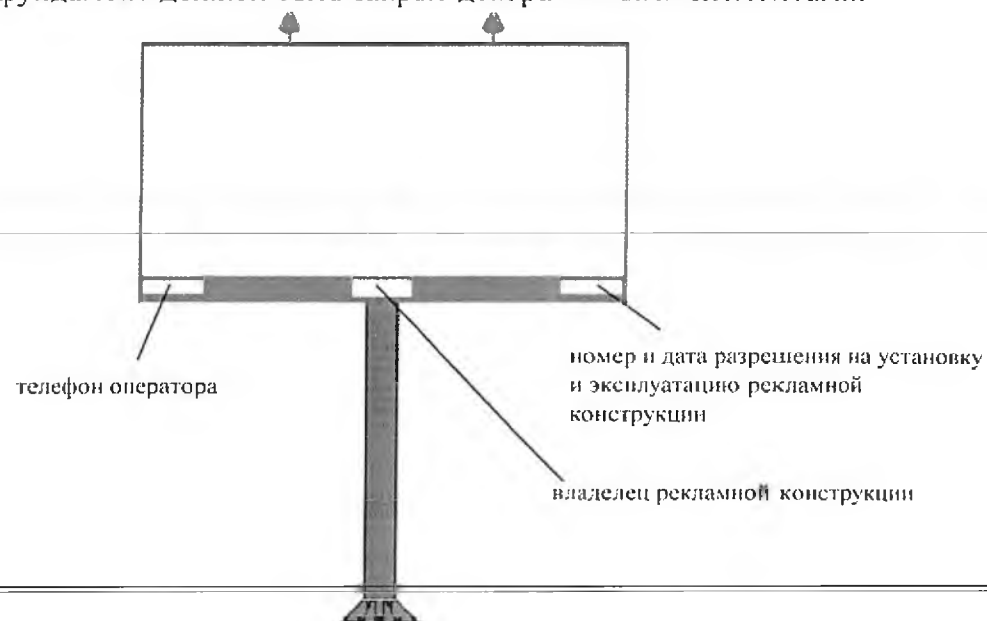 телефон оператора
номер и дата разрешения на установку
и эксплуатацию рекламной
конструкции
владелец рекламной конструкции